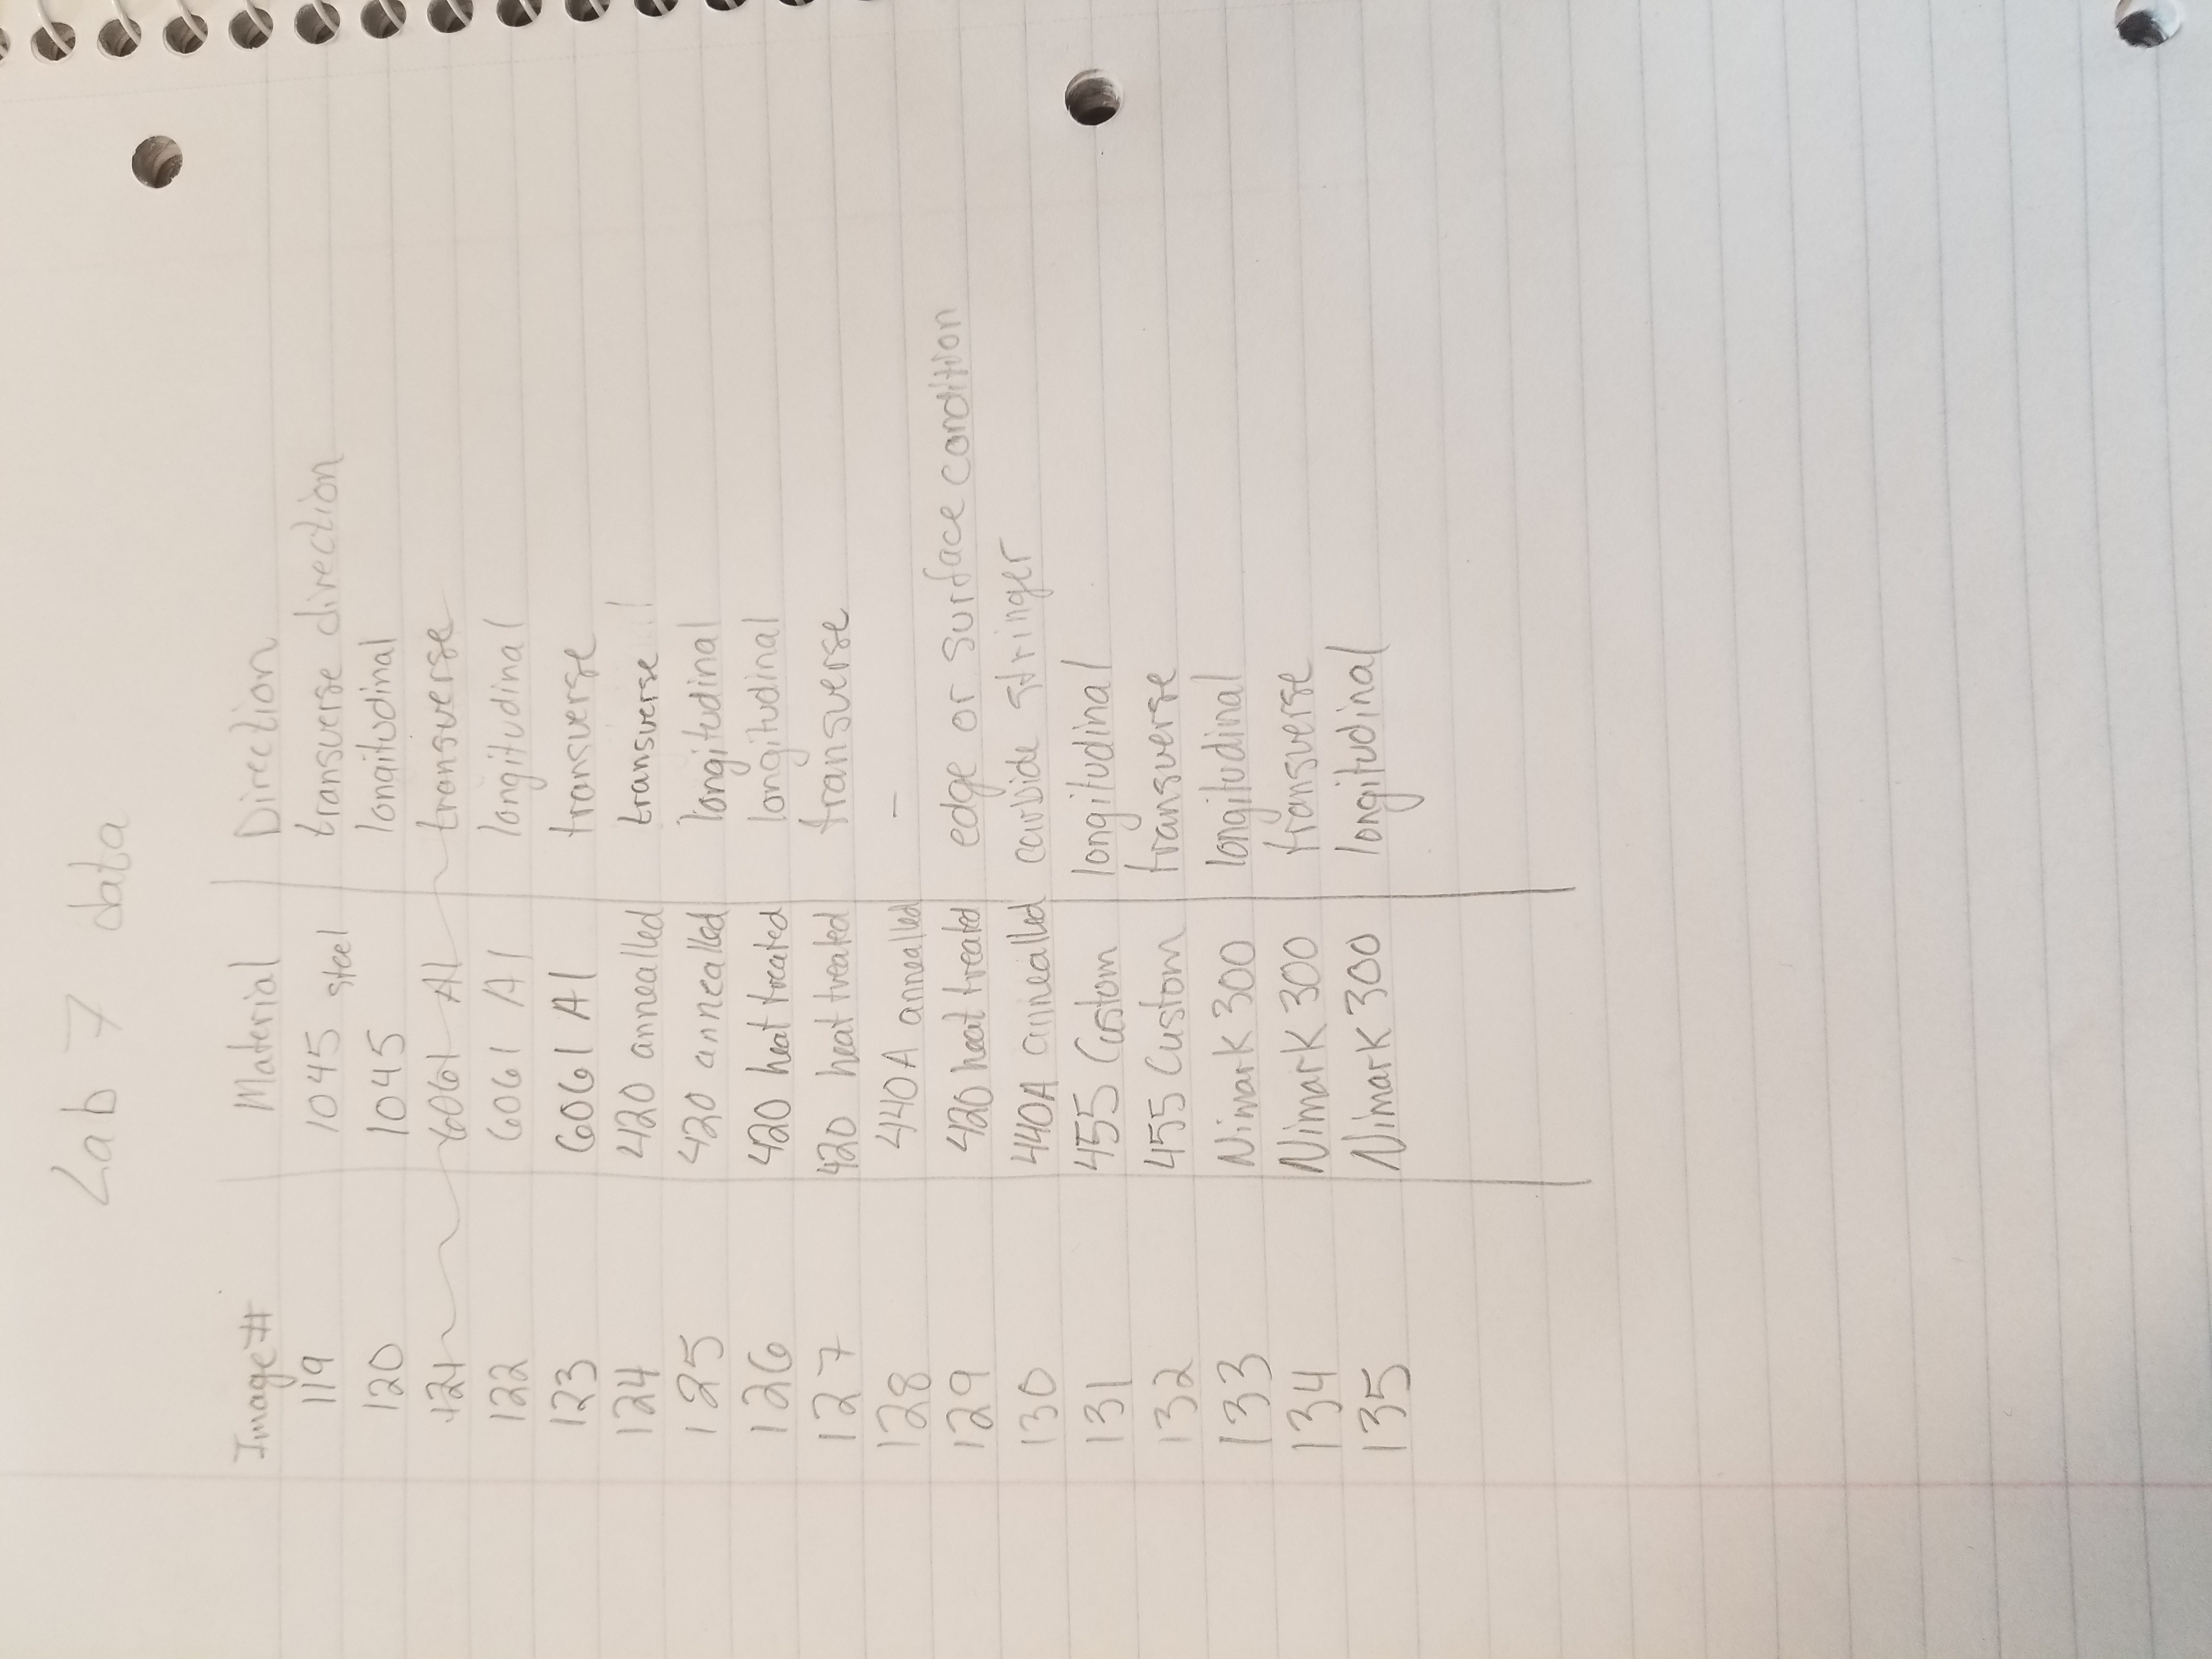 Lab 7 data
Image # Material Direction
119 1045 steel transverse direction
120 1045 longitudinal
121 6061 Al transverse
122 6061 Al longitudinal
123 6061 Al transverse
124 420 annealled transverse
125 420 annealled longitudinal
126 420 heat treated longitudinal
127 420 heat treated transverse
128 440A annealled –
129 420 heat treated edge or surface condition
130 440A annealled carbide stringer
131 455 Custom longitudinal
132 455 Custom transverse
133 Nimark 300 longitudinal
134 Nimark 300 transverse
135 Nimark 300 longitudinal